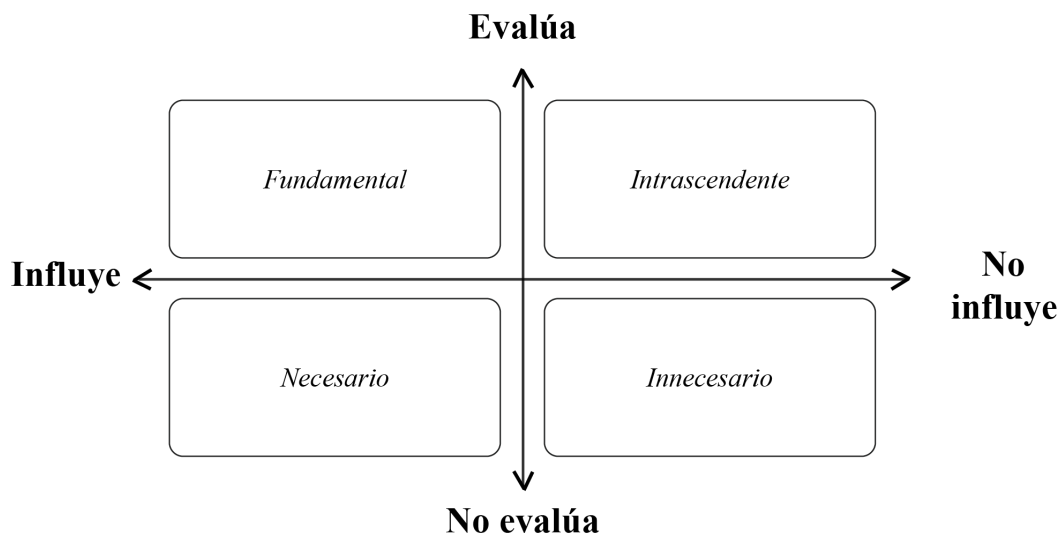 Evalúa
Fundamental
Intrascendente
Influye
No
influye
Necesario
Innecesario
No evalúa